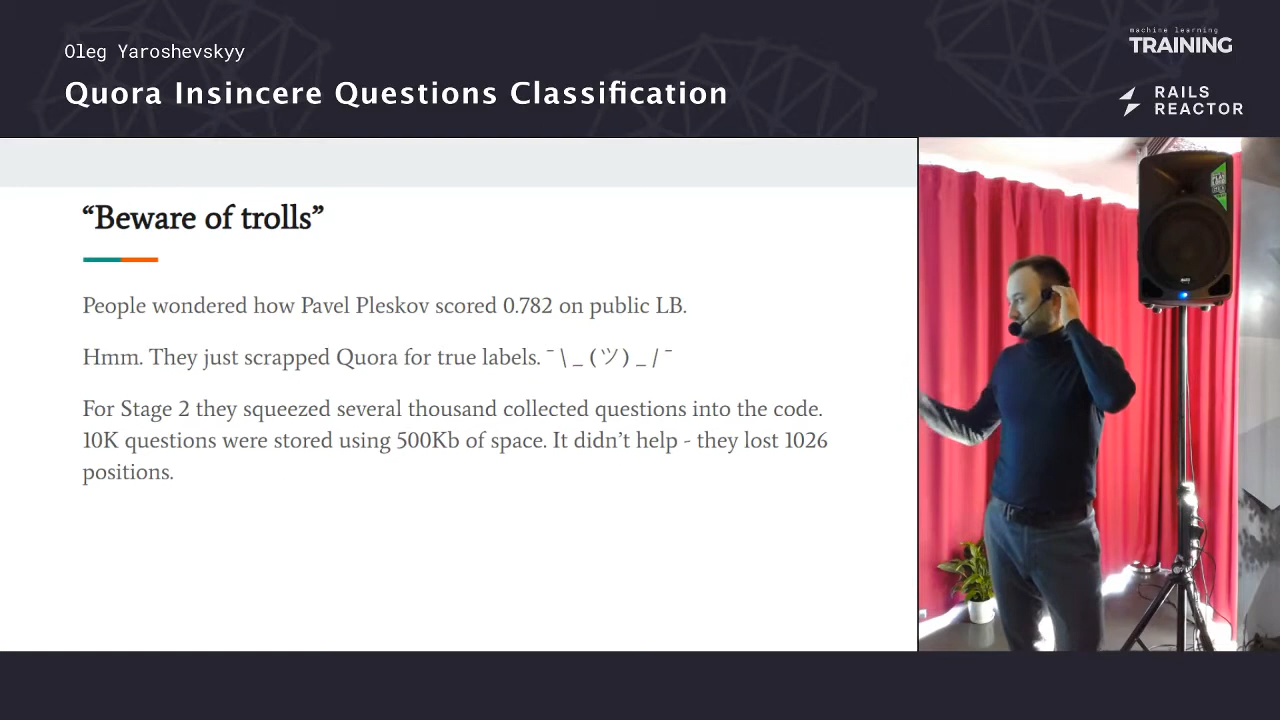 Oleg Yaroshevskyy
Quora Insincere Questions Classification
machine learning
TRAINING
RAILS
REACTOR
“Beware of trolls”
People wondered how Pavel Pleskov scored 0.782 on public LB.
Hmm. They just scrapped Quora for true labels. ¯ \ _ (ツ) _ / ¯
For Stage 2 they squeezed several thousand collected questions into the code.
10K questions were stored using 500Kb of space. It didn’t help - they lost 1026
positions.